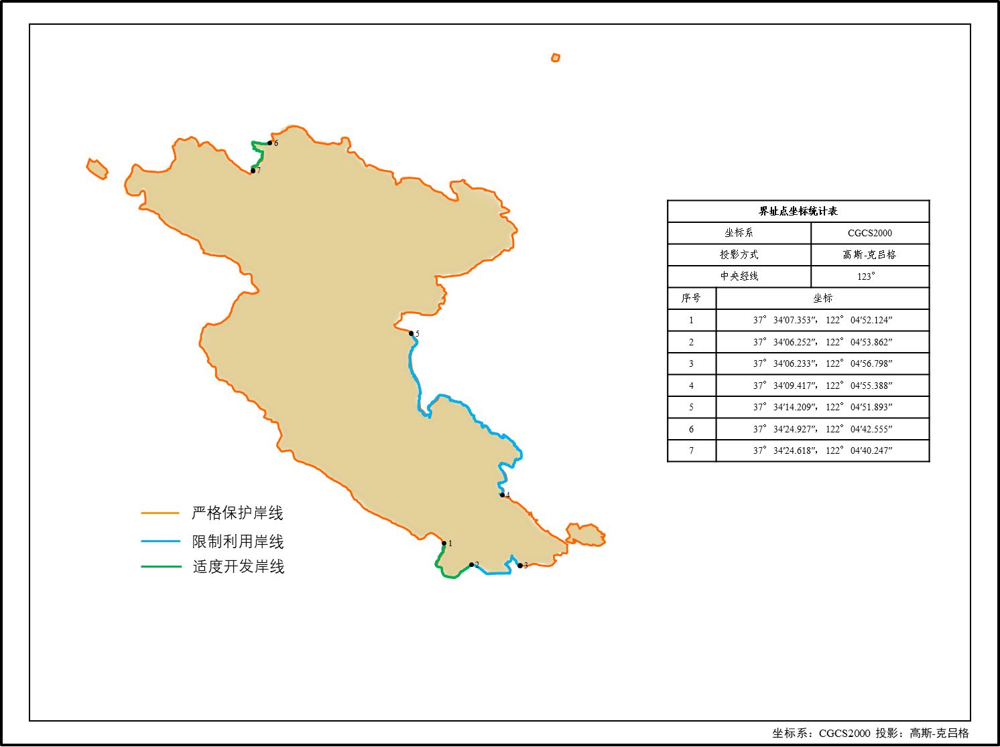 6
7
5
4
1
2
3
严格保护岸线
限制利用岸线
适度开发岸线
界址点坐标统计表
坐标系 CGCS2000
投影方式 高斯-克吕格
中央经线 123°
序号 坐标
1 37° 34′07.353″， 122° 04′52.124″
2 37° 34′06.252″， 122° 04′53.862″
3 37° 34′06.233″， 122° 04′56.798″
4 37° 34′09.417″， 122° 04′55.388″
5 37° 34′14.209″， 122° 04′51.893″
6 37° 34′24.927″， 122° 04′42.555″
7 37° 34′24.618″， 122° 04′40.247″
坐标系：CGCS2000 投影：高斯-克吕格